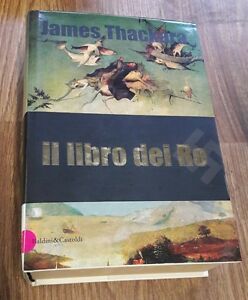 James Thackara
Il libro dei Re
Baldini&Castoldi